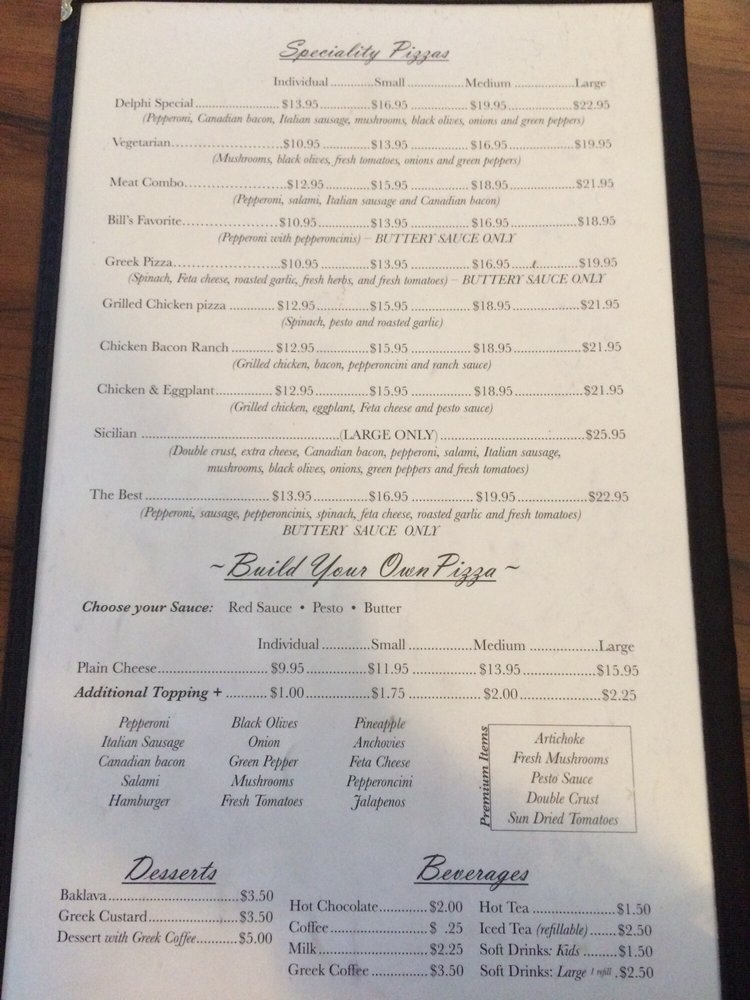 Speciality Pizzas
Individual .............Small ...................Medium ...................Large
Delphi Special........................$13.95...............$16.95 ..................$19.95....................$22.95
(Pepperoni, Canadian bacon, Italian sausage, mushrooms, black olives, onions and green peppers)
Vegetarian..............................$10.95................$13.95 ..................$16.95....................$19.95
(Mushrooms, black olives, fresh tomatoes, onions and green peppers)
Meat Combo...........................$12.95...............$15.95 ..................$18.95....................$21.95
(Pepperoni, salami, Italian sausage and Canadian bacon)
Bill's Favorite.........................$10.95................$13.95 ..................$16.95....................$18.95
(Pepperoni with pepperoncinis) – BUTTERY SAUCE ONLY
Greek Pizza............................$10.95................$13.95 ..................$16.95....................$19.95
(Spinach, Feta cheese, roasted garlic, fresh herbs, and fresh tomatoes) – BUTTERY SAUCE ONLY
Grilled Chicken pizza ............$12.95...............$15.95 ..................$18.95....................$21.95
(Spinach, pesto and roasted garlic)
Chicken Bacon Ranch ...........$12.95...............$15.95 ..................$18.95....................$21.95
(Grilled chicken, bacon, pepperoncini and ranch sauce)
Chicken & Eggplant...............$12.95...............$15.95 ..................$18.95....................$21.95
(Grilled chicken, eggplant, Feta cheese and pesto sauce)
Sicilian ....................................................(LARGE ONLY) ......................................$25.95
(Double crust, extra cheese, Canadian bacon, pepperoni, salami, Italian sausage,
mushrooms, black olives, onions, green peppers and fresh tomatoes)
The Best .................................$13.95...............$16.95 ..................$19.95....................$22.95
(Pepperoni, sausage, pepperoncinis, spinach, feta cheese, roasted garlic and fresh tomatoes)
BUTTERY SAUCE ONLY
~Build Your Own Pizza ~
Choose your Sauce: Red Sauce • Pesto • Butter
Individual .............Small ...................Medium ...................Large
Plain Cheese...........................$9.95.................$11.95 ..................$13.95....................$15.95
Additional Topping + ..........$1.00.................$1.75 ....................$2.00......................$2.25
Pepperoni Black Olives Pineapple
Italian Sausage Onion Anchovies
Canadian bacon Green Pepper Feta Cheese
Salami Mushrooms Pepperoncini
Hamburger Fresh Tomatoes Jalapenos
Premium Items
Artichoke
Fresh Mushrooms
Pesto Sauce
Double Crust
Sun Dried Tomatoes
Desserts
Baklava..............................$3.50
Greek Custard....................$3.50
Dessert with Greek Coffee..........$5.00
Beverages
Hot Chocolate............$2.00 Hot Tea .....................$1.50
Coffee.........................$ .25 Iced Tea (refillable) ......$2.50
Milk............................$2.25 Soft Drinks: Kids .........$1.50
Greek Coffee..............$3.50 Soft Drinks: Large 1 refill .$2.50